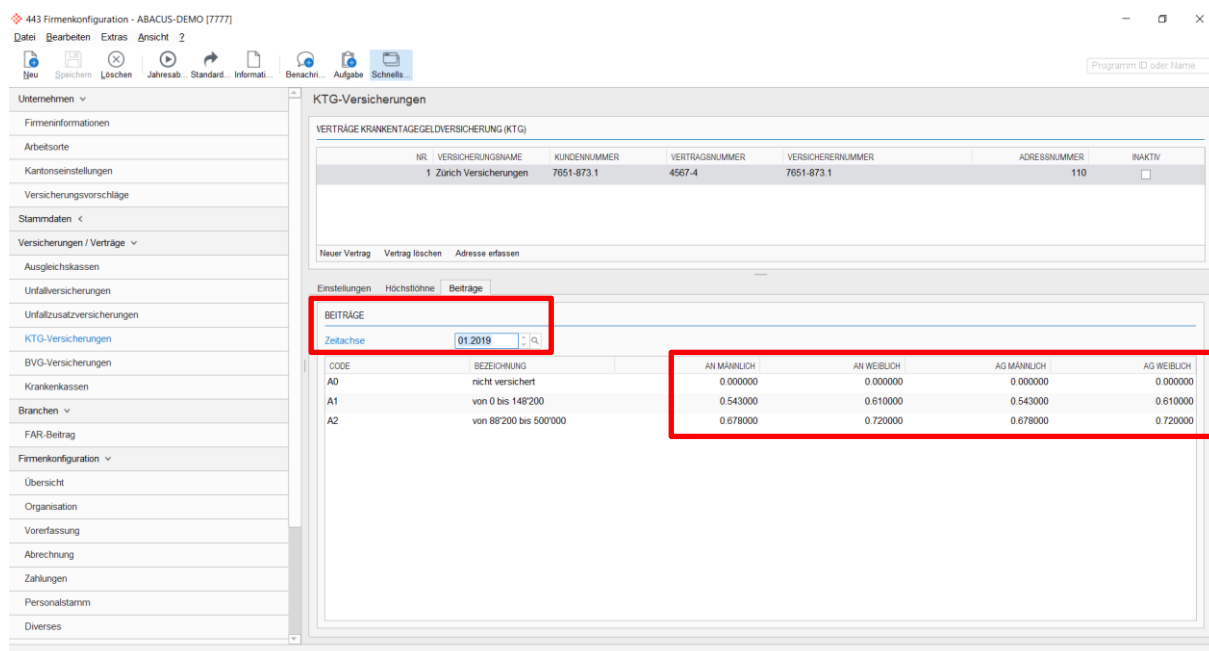 443 Firmenkonfiguration - ABACUS-DEMO [7777]
Datei Bearbeiten Extras Ansicht ?
Neu Speichern Löschen Jahresab... Standard... Informati... Benachri... Aufgabe Schnells...
Programm ID oder Name
Unternehmen
Firmeninformationen
Arbeitsorte
Kantonseinstellungen
Versicherungsvorschläge
Stammdaten
Versicherungen / Verträge
Ausgleichskassen
Unfallversicherungen
Unfallzusatzversicherungen
KTG-Versicherungen
BVG-Versicherungen
Krankenkassen
Branchen
FAR-Beitrag
Firmenkonfiguration
Übersicht
Organisation
Vorerfassung
Abrechnung
Zahlungen
Personalstamm
Diverses
KTG-Versicherungen
VERTRÄGE KRANKENTAGEGELDVERSICHERUNG (KTG)
NR. VERSICHERUNGSNAME KUNDENNUMMER VERTRAGSNUMMER VERSICHERERNUMMER ADRESSNUMMER INAKTIV
1 Zürich Versicherungen 7651-873.1 4567-4 7651-873.1 110
Neuer Vertrag Vertrag löschen Adresse erfassen
Einstellungen Höchstlöhne Beiträge
BEITRÄGE
Zeitachse 01.2019
CODE BEZEICHNUNG AN MÄNNLICH AN WEIBLICH AG MÄNNLICH AG WEIBLICH
A0 nicht versichert 0.000000 0.000000 0.000000 0.000000
A1 von 0 bis 148'200 0.543000 0.610000 0.543000 0.610000
A2 von 88'200 bis 500'000 0.678000 0.720000 0.678000 0.720000